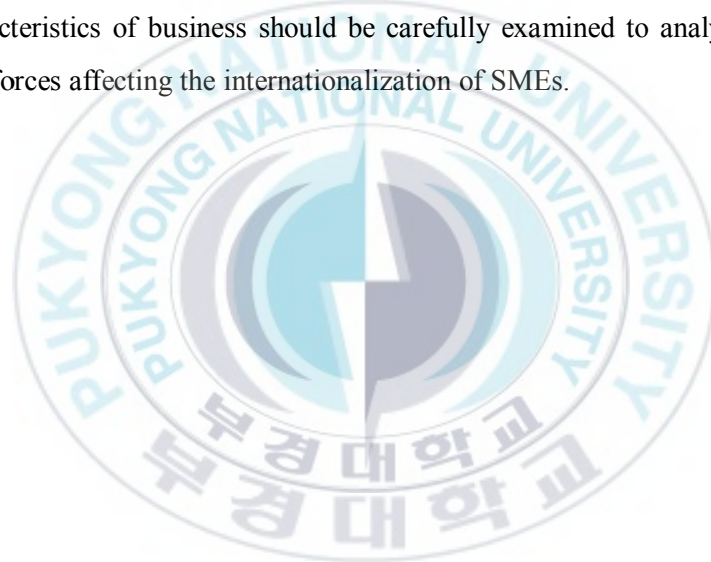 cteristics of business should be carefully examined to analy
forces affecting the internationalization of SMEs.
PUKYONG NATIONAL UNIVERSITY
PUKYONG NATIONAL UNIVERSITY
부경대학교
부경대학교